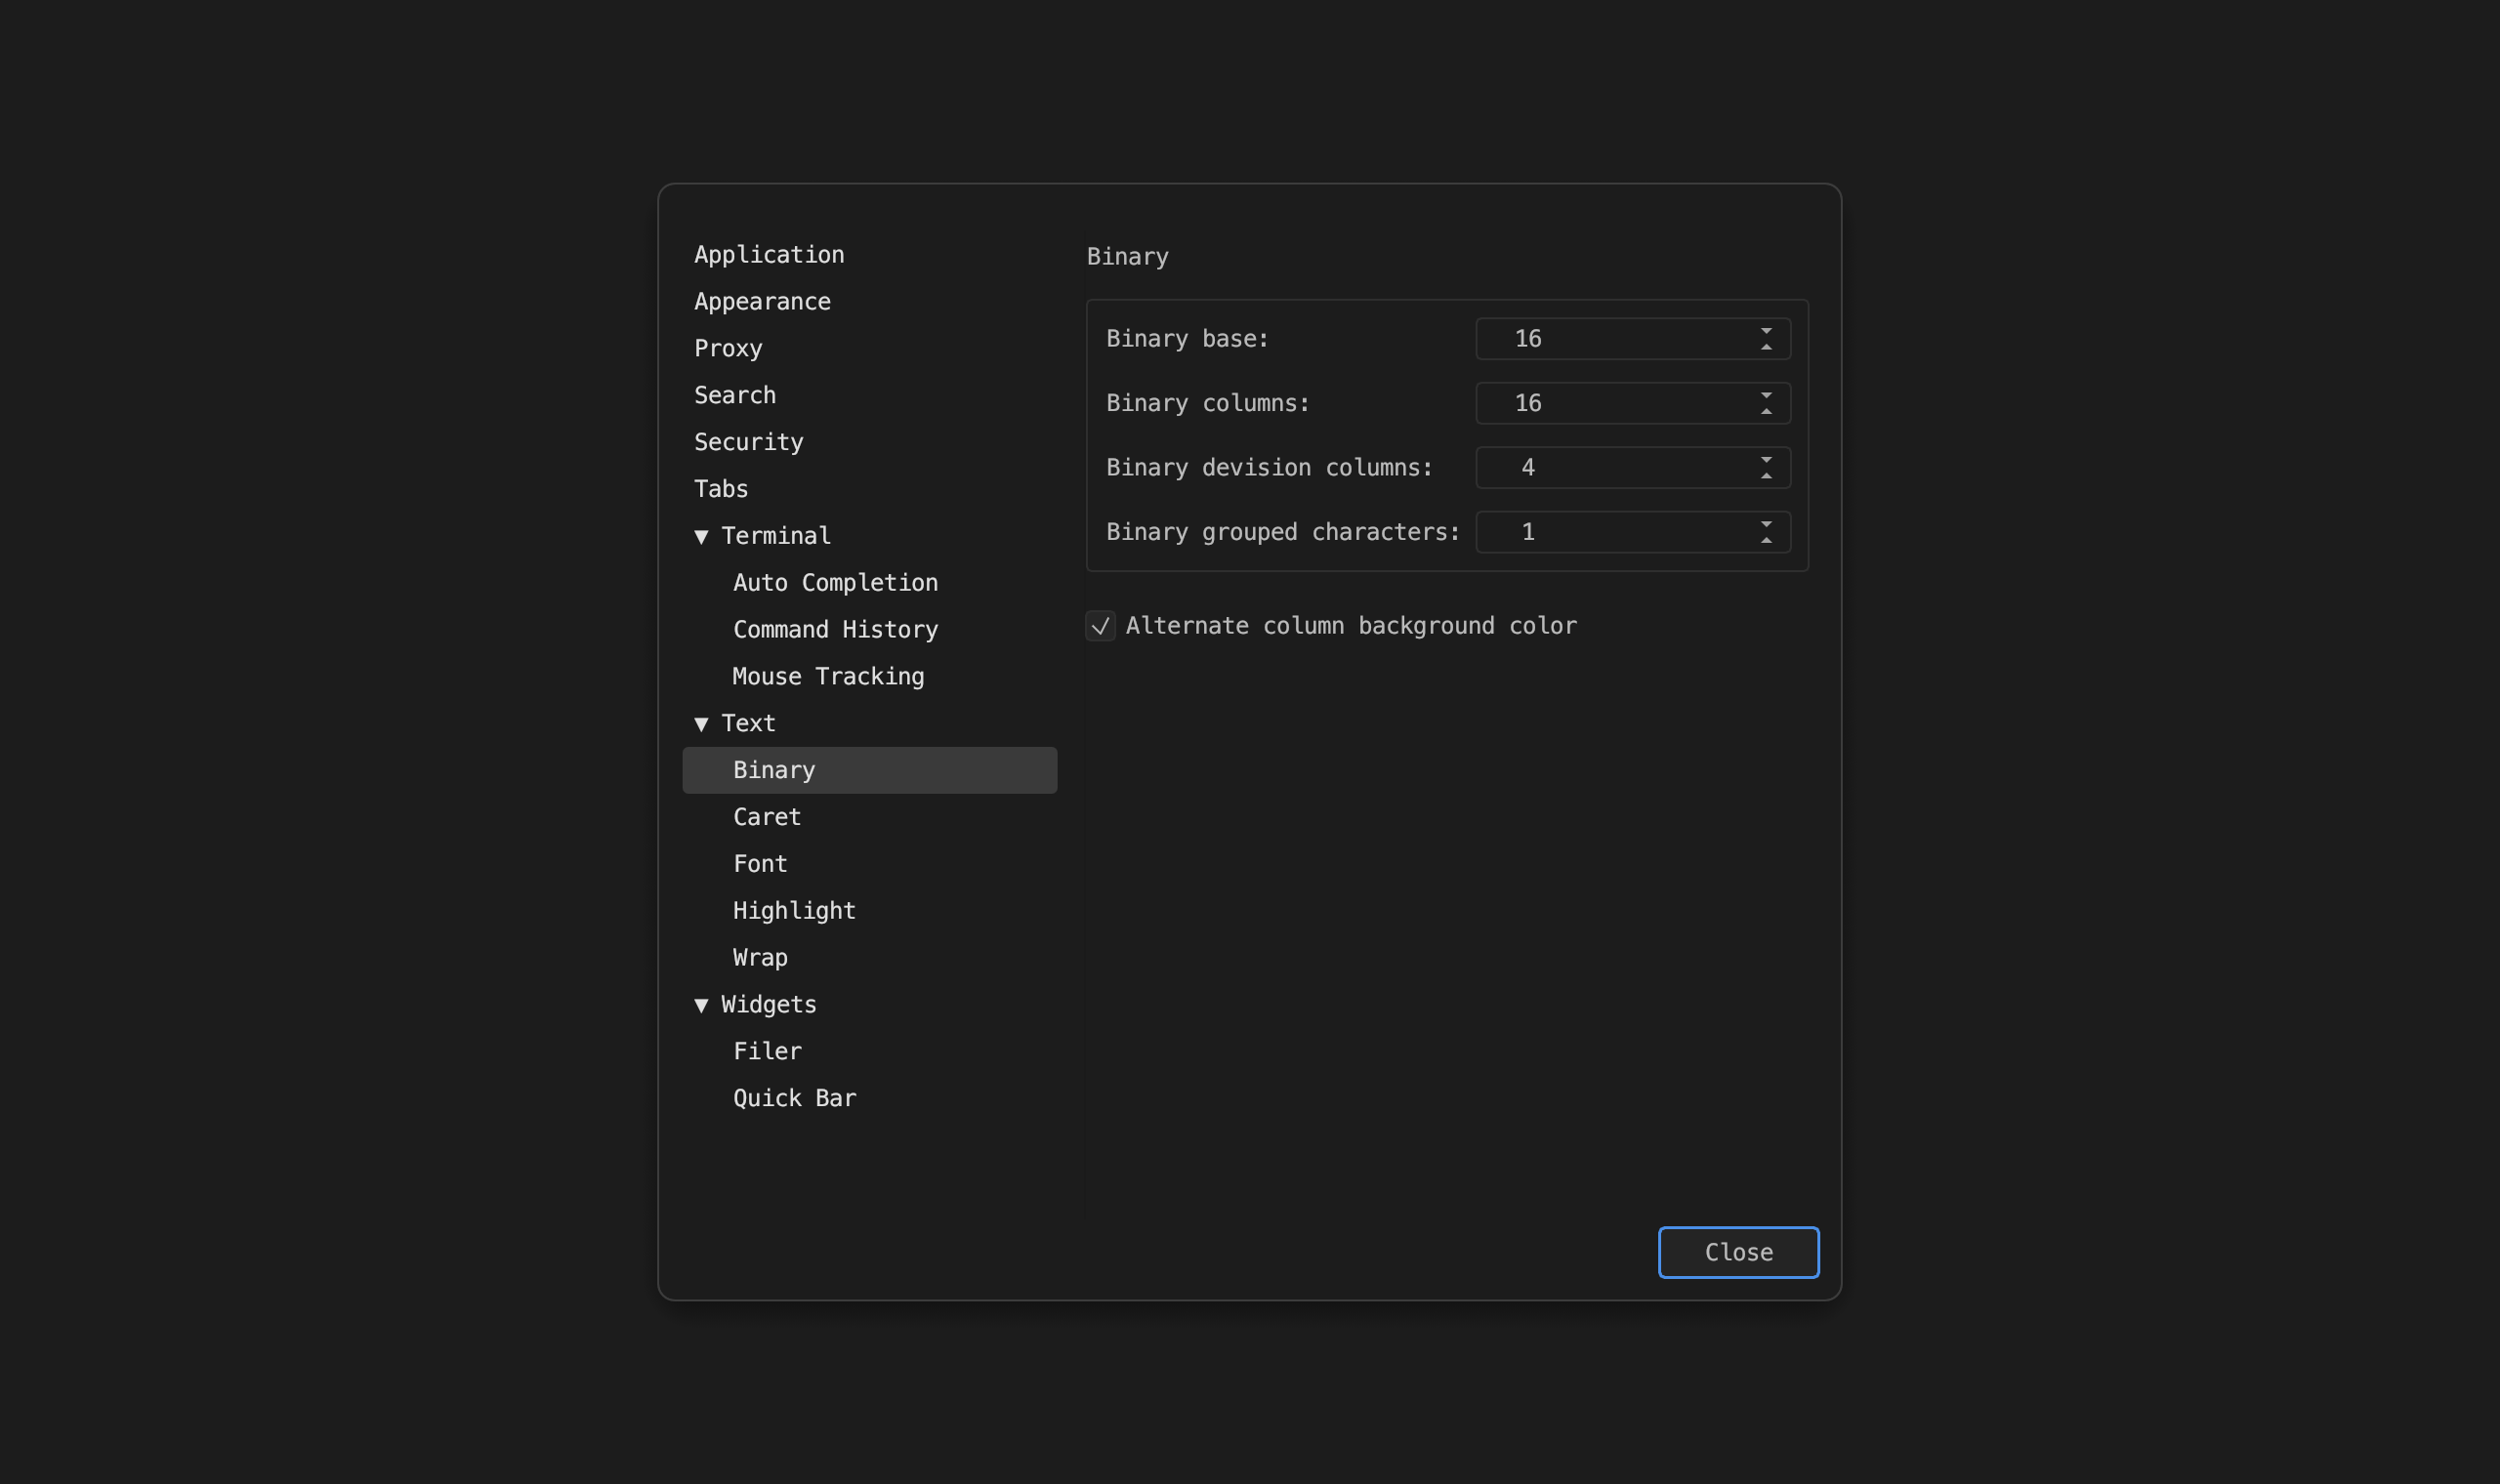 Application
Appearance
Proxy
Search
Security
Tabs
▼ Terminal
Auto Completion
Command History
Mouse Tracking
▼ Text
Binary
Caret
Font
Highlight
Wrap
▼ Widgets
Filer
Quick Bar
Binary
Binary base: 16
Binary columns: 16
Binary devision columns: 4
Binary grouped characters: 1
Alternate column background color
Close